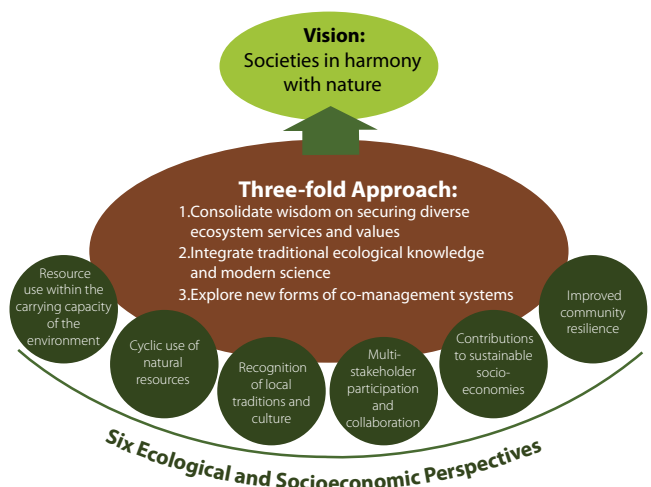 Vision:
Societies in harmony
with nature
Three-fold Approach:
1.Consolidate wisdom on securing diverse
ecosystem services and values
2.Integrate traditional ecological knowledge
and modern science
3.Explore new forms of co-management systems
Resource
use within the
carrying capacity
of the
environment
Cyclic use of
natural
resources
Recognition
of local
traditions and
culture
Multi-
stakeholder
participation
and
collaboration
Contributions
to sustainable
socio-
economies
Improved
community
resilience
Six Ecological and Socioeconomic Perspectives